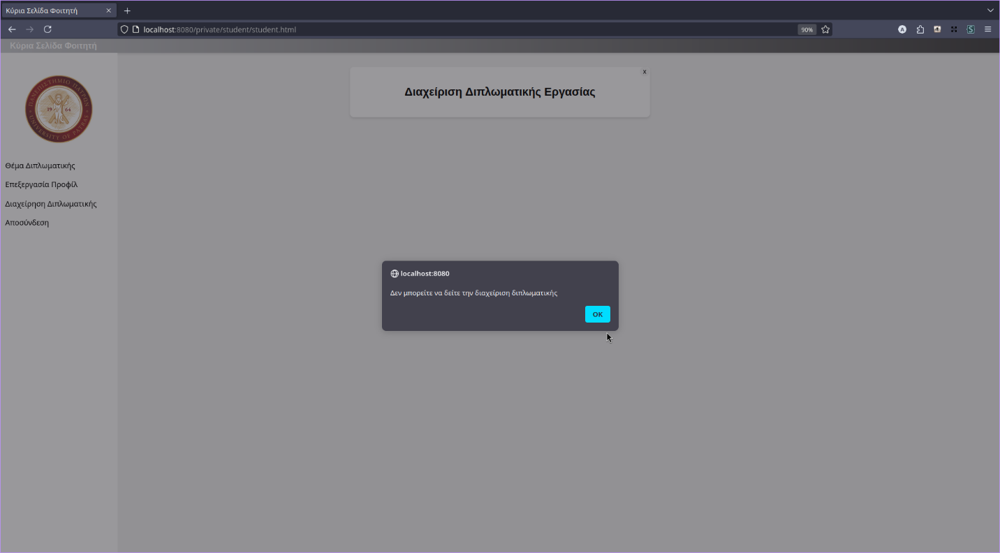 Κύρια Σελίδα Φοιτητή
localhost:8080/private/student/student.html
90%
A
S
Κύρια Σελίδα Φοιτητή
x
Διαχείριση Διπλωματικής Εργασίας
ΠΑΝΕΠΙΣΤΗΜΙΟ ΠΑΤΡΩΝ
19 64
UNIVERSITY OF PATRAS
Θέμα Διπλωματικής
Επεξεργασία Προφίλ
Διαχείρηση Διπλωματικής
Αποσύνδεση
localhost:8080
Δεν μπορείτε να δείτε την διαχείριση διπλωματικής
OK